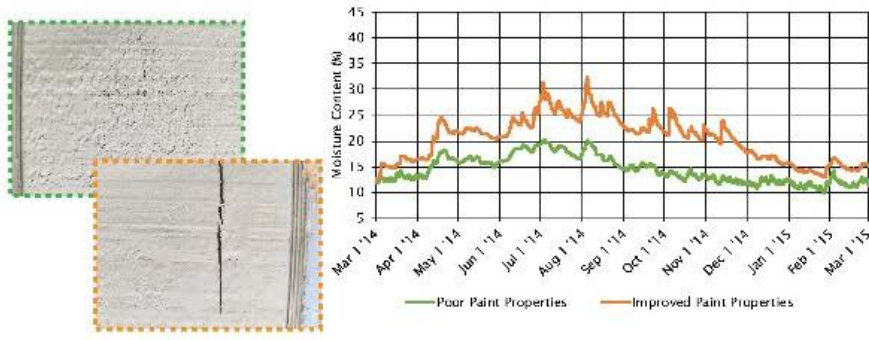 45
40
35
30
25
20
15
10
5
Moisture Content (%)
Mar 1 '14
Apr 1 '14
May 1 '14
Jun 1 '14
Jul 1 '14
Aug 1 '14
Sep 1 '14
Oct 1 '14
Nov 1 '14
Dec 1 '14
Jan 1 '15
Feb 1 '15
Mar 1 '15
Poor Paint Properties
Improved Paint Properties